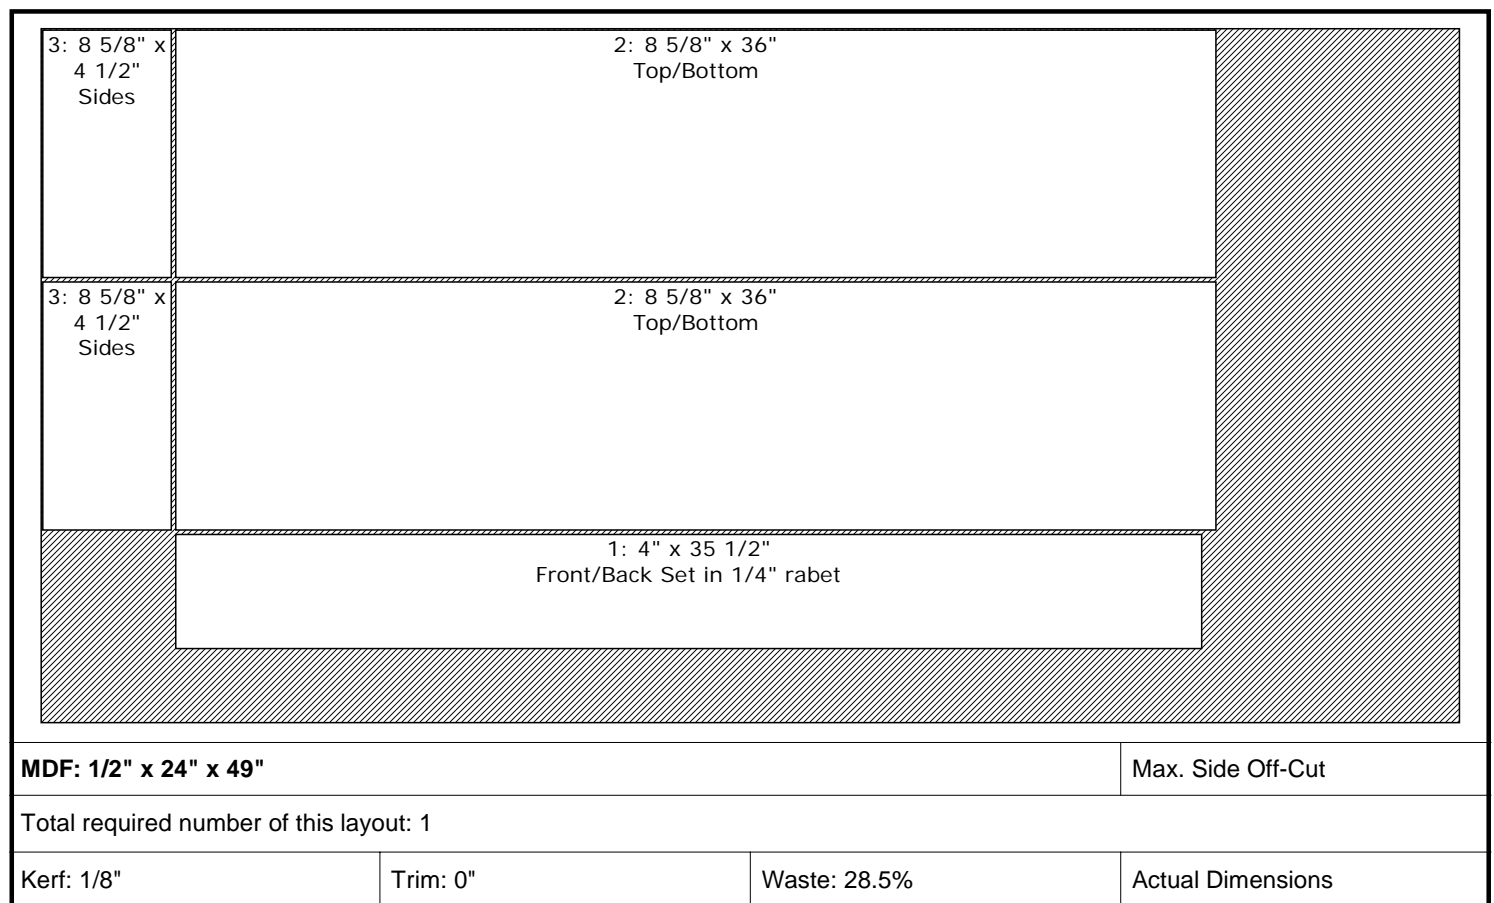 3: 8 5/8" x
4 1/2"
Sides
2: 8 5/8" x 36"
Top/Bottom
3: 8 5/8" x
4 1/2"
Sides
2: 8 5/8" x 36"
Top/Bottom
1: 4" x 35 1/2"
Front/Back Set in 1/4" rabet
MDF: 1/2" x 24" x 49"
Max. Side Off-Cut
Total required number of this layout: 1
Kerf: 1/8"
Trim: 0"
Waste: 28.5%
Actual Dimensions